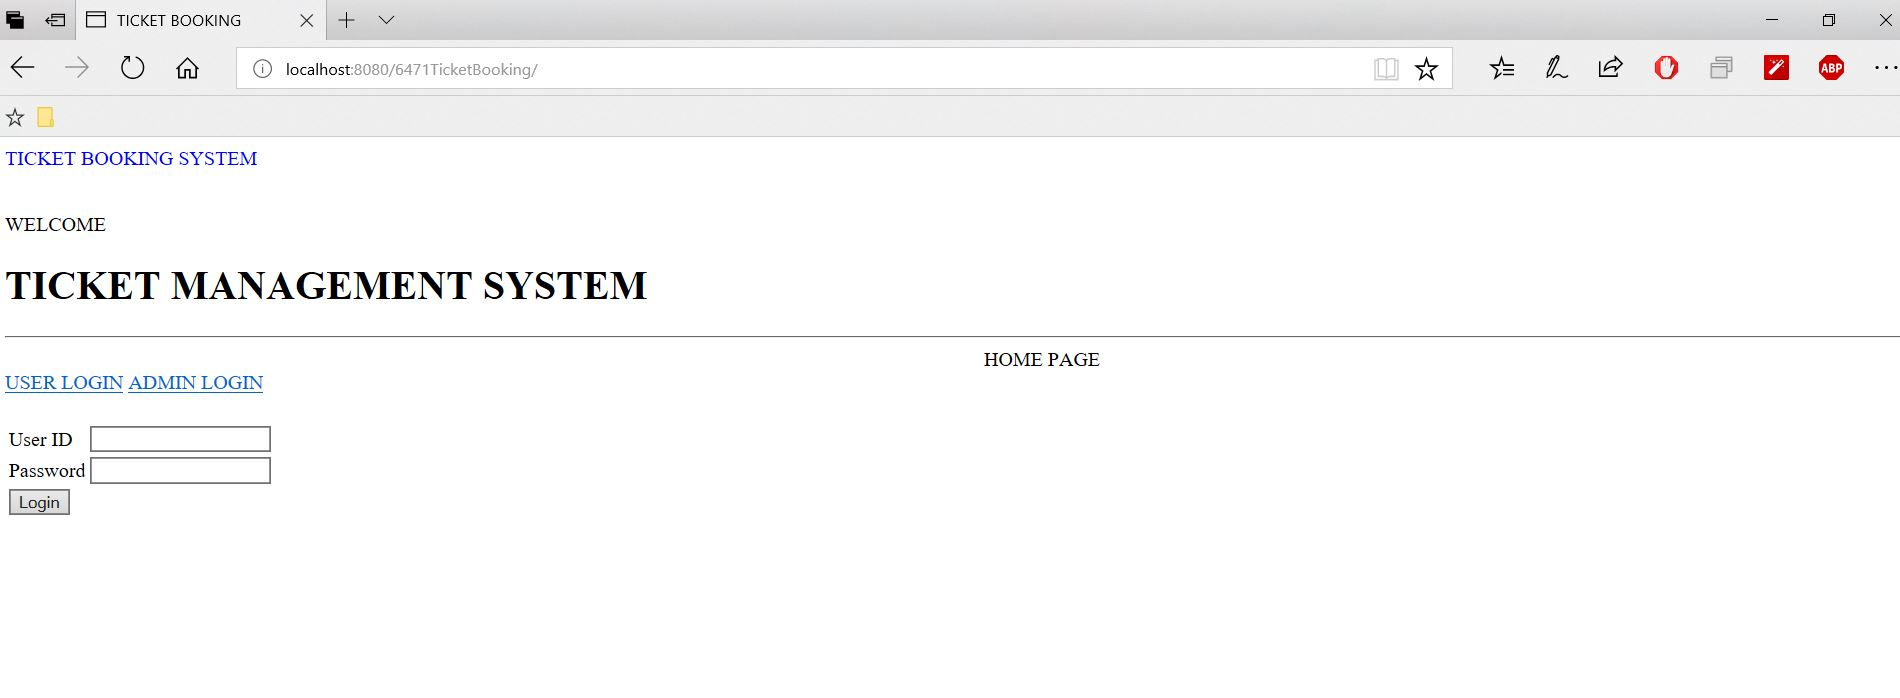 TICKET BOOKING
localhost:8080/6471TicketBooking/
ABP
TICKET BOOKING SYSTEM
WELCOME
TICKET MANAGEMENT SYSTEM
HOME PAGE
USER LOGIN ADMIN LOGIN
User ID
Password
Login